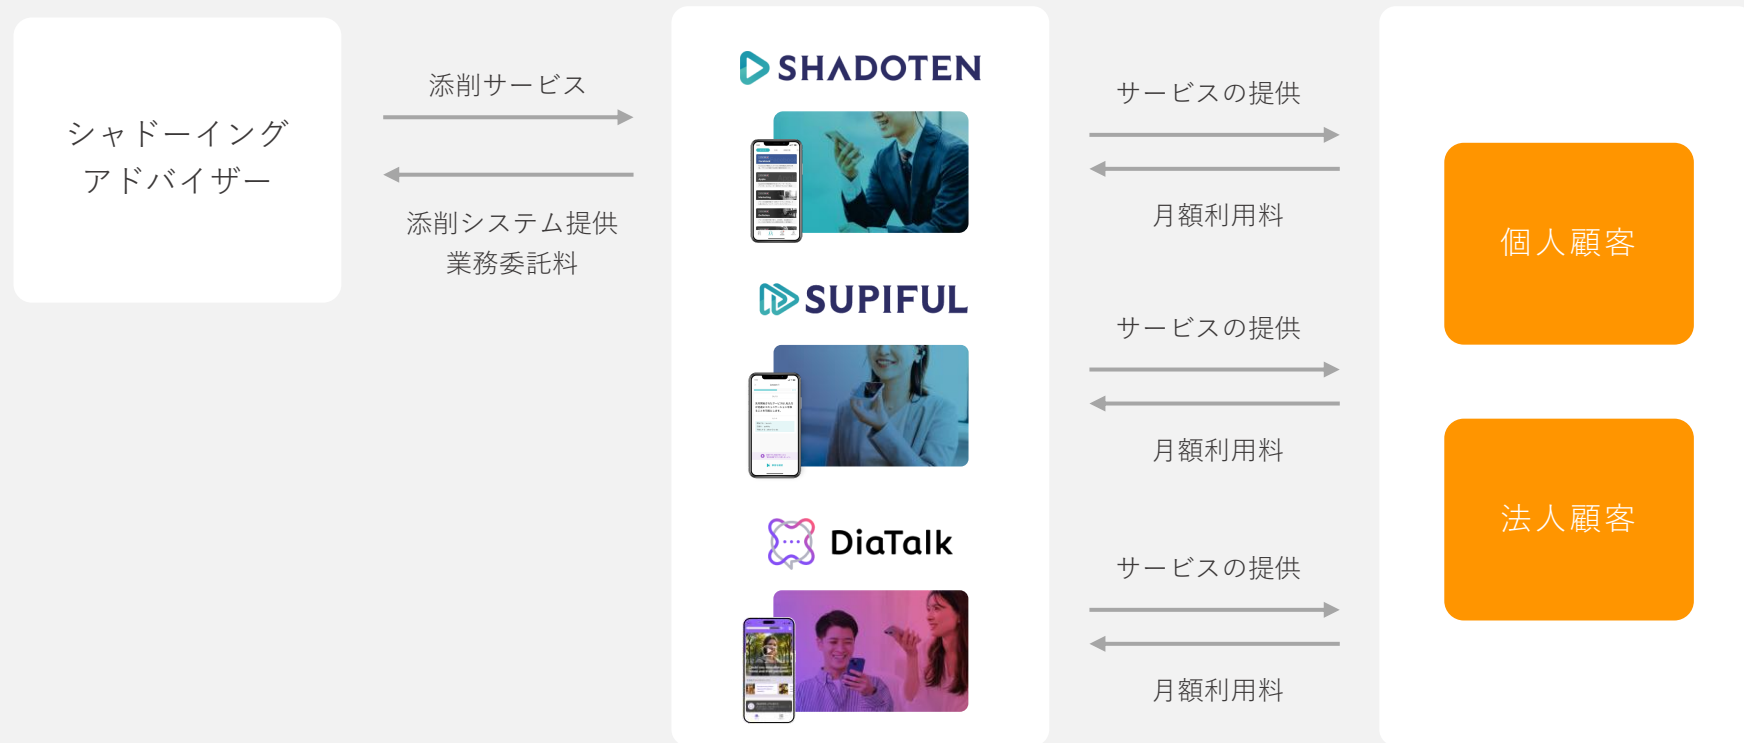 シャドーイング
アドバイザー
添削サービス
添削システム提供
業務委託料
SHADOTEN
サービスの提供
月額利用料
SUPIFUL
サービスの提供
月額利用料
DiaTalk
サービスの提供
月額利用料
個人顧客
法人顧客